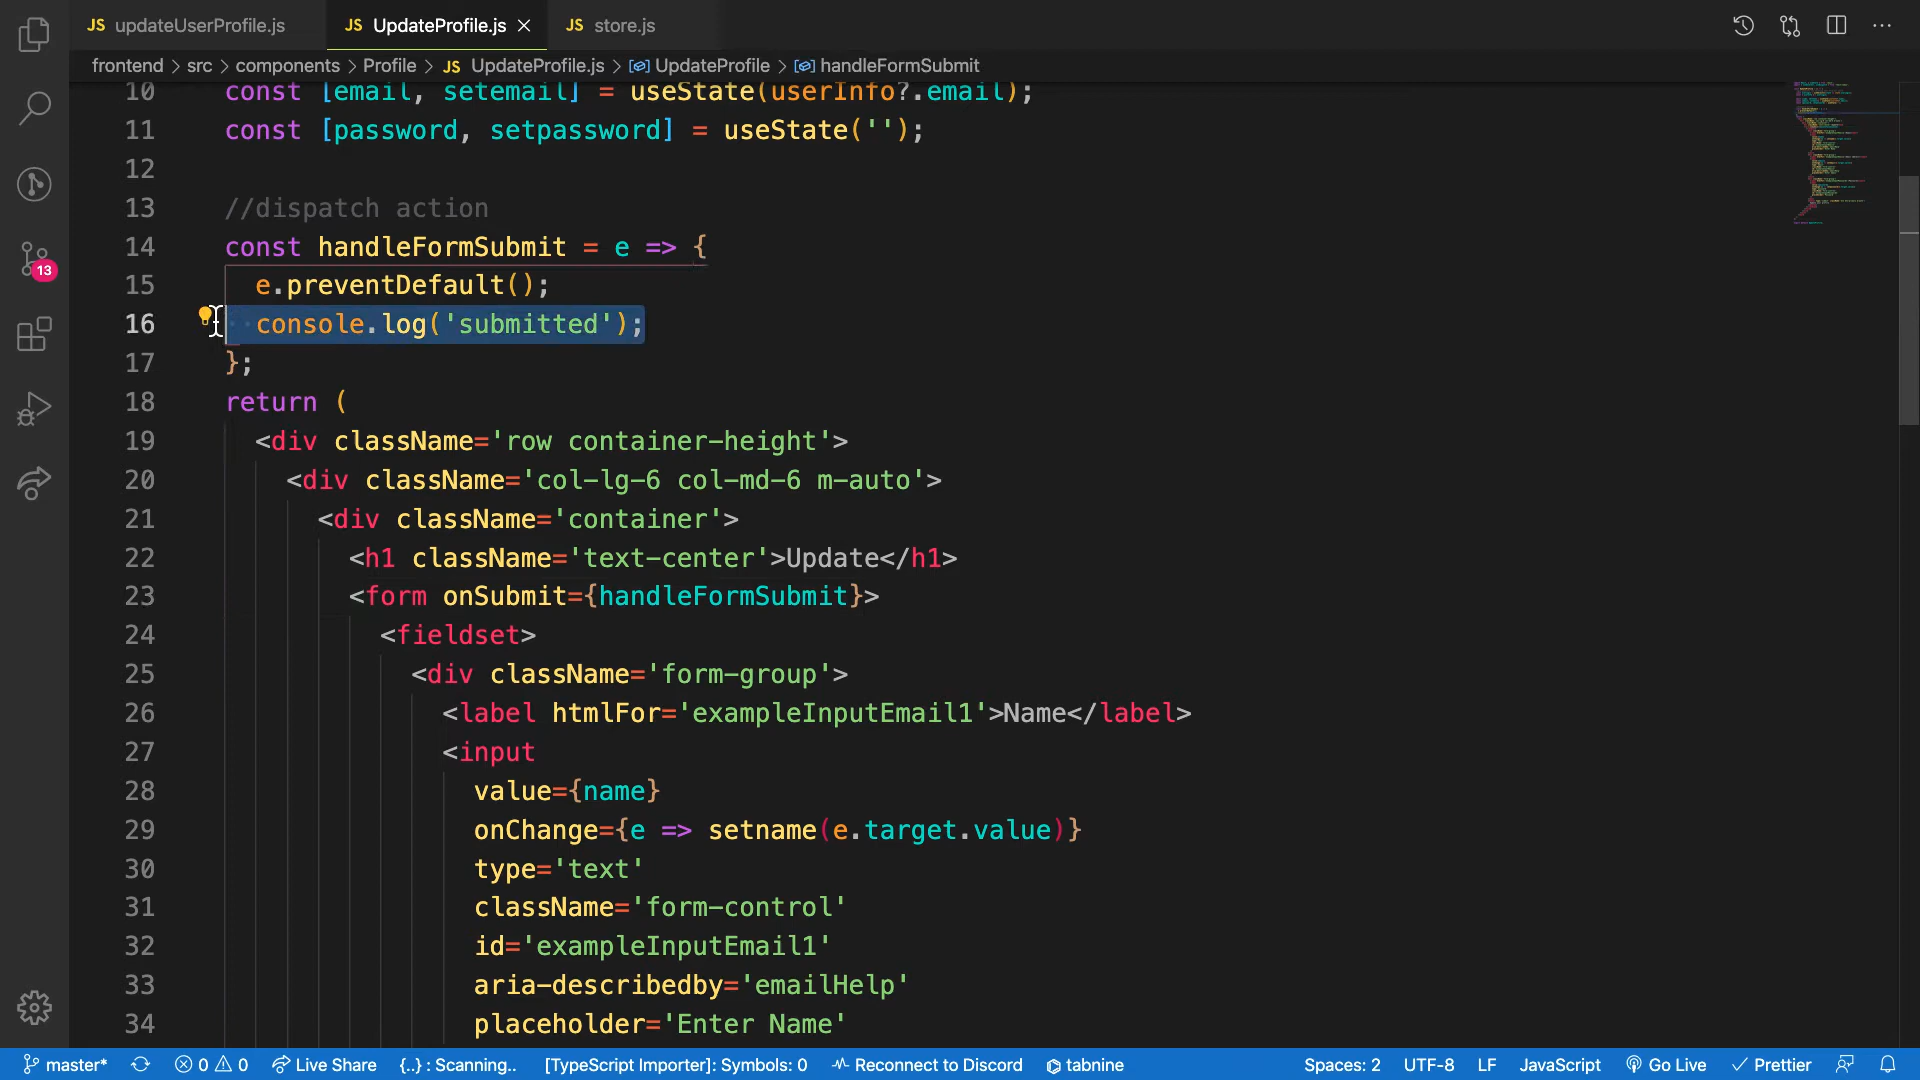 JS updateUserProfile.js
JS UpdateProfile.js
JS store.js
frontend > src > components > Profile > JS UpdateProfile.js > UpdateProfile > handleFormSubmit
10 const [email, setemail] = useState(userInfo?.email);
11 const [password, setpassword] = useState('');
12
13 //dispatch action
14 const handleFormSubmit = e => {
15 e.preventDefault();
16 console.log('submitted');
17 };
18 return (
19 <div className='row container-height'>
20 <div className='col-lg-6 col-md-6 m-auto'>
21 <div className='container'>
22 <h1 className='text-center'>Update</h1>
23 <form onSubmit={handleFormSubmit}>
24 <fieldset>
25 <div className='form-group'>
26 <label htmlFor='exampleInputEmail1'>Name</label>
27 <input
28 value={name}
29 onChange={e => setname(e.target.value)}
30 type='text'
31 className='form-control'
32 id='exampleInputEmail1'
33 aria-describedby='emailHelp'
34 placeholder='Enter Name'
13
master* 0 0 Live Share {..} : Scanning.. [TypeScript Importer]: Symbols: 0 Reconnect to Discord tabnine Spaces: 2 UTF-8 LF JavaScript Go Live Prettier